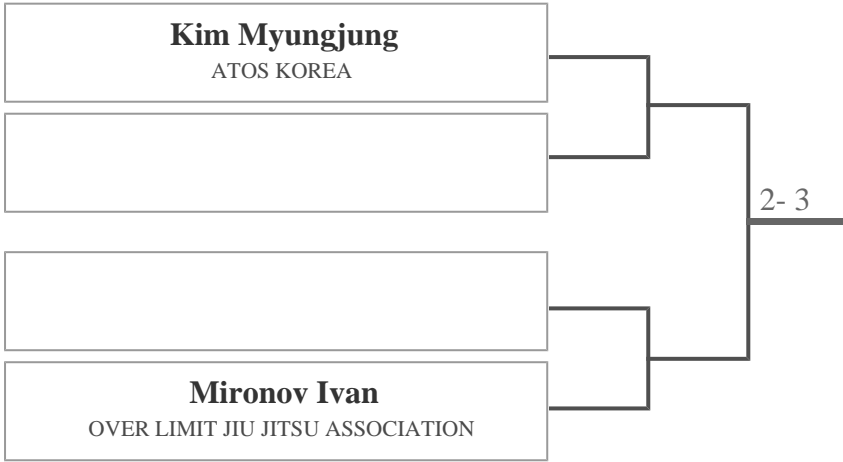 Kim Myungjung
ATOS KOREA
2- 3
Mironov Ivan
OVER LIMIT JIU JITSU ASSOCIATION